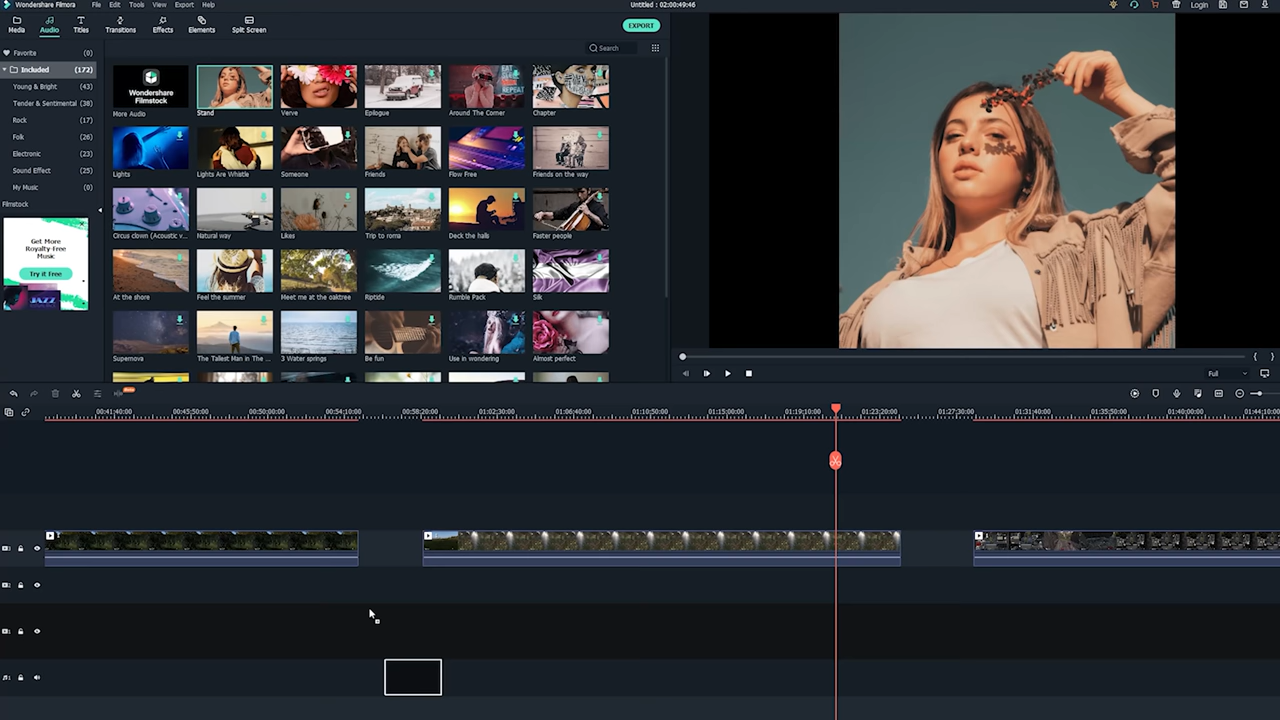 Wondershare Filmora
File
Edit
Tools
View
Export
Help
Untitled : 02:00:49:46
Login
Media
Audio
Titles
Transitions
Effects
Elements
Split Screen
EXPORT
Favorite (0)
Included (172)
Young & Bright (43)
Tender & Sentimental (38)
Rock (17)
Folk (26)
Electronic (23)
Sound Effect (25)
My Music (0)
Filmstock
Get More
Royalty-Free
Music
Try it Free
JAZZ
Search
Wondershare
Filmstock
EAT
SLEEP
REPEAT
More Audio
Stand
Verve
Epilogue
Around The Corner
Chapter
Lights
Lights Are Whistle
Someone
Friends
Flow Free
Friends on the way
Circus clown (Acoustic v...
Natural way
Likes
Trip to roma
Deck the halls
Faster people
At the shore
Feel the summer
Meet me at the oaktree
Riptide
Rumble Pack
Silk
Supernova
The Tallest Man in The ...
3 Water springs
Be fun
Use in wondering
Almost perfect
Full
00:41:40:00
00:45:50:00
00:50:00:00
00:54:10:00
00:58:20:00
01:02:30:00
01:06:40:00
01:10:50:00
01:15:00:00
01:19:10:00
01:23:20:00
01:27:30:00
01:31:40:00
01:35:50:00
01:40:00:00
01:44:10:00